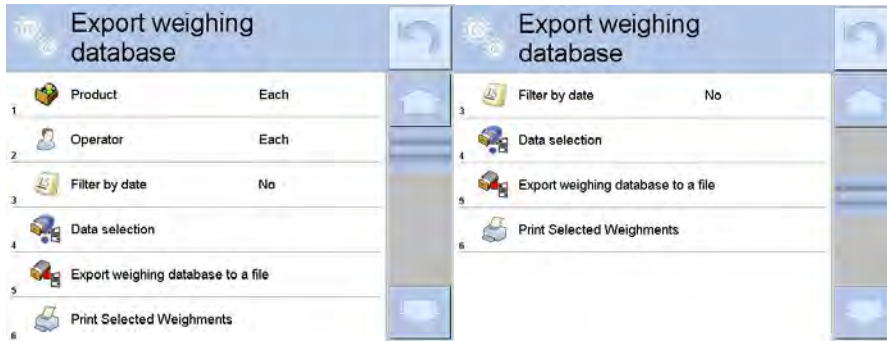 Export weighing
database
1 Product Each
2 Operator Each
3 Filter by date No
4 Data selection
5 Export weighing database to a file
6 Print Selected Weighments
Export weighing
database
3 Filter by date No
4 Data selection
5 Export weighing database to a file
6 Print Selected Weighments